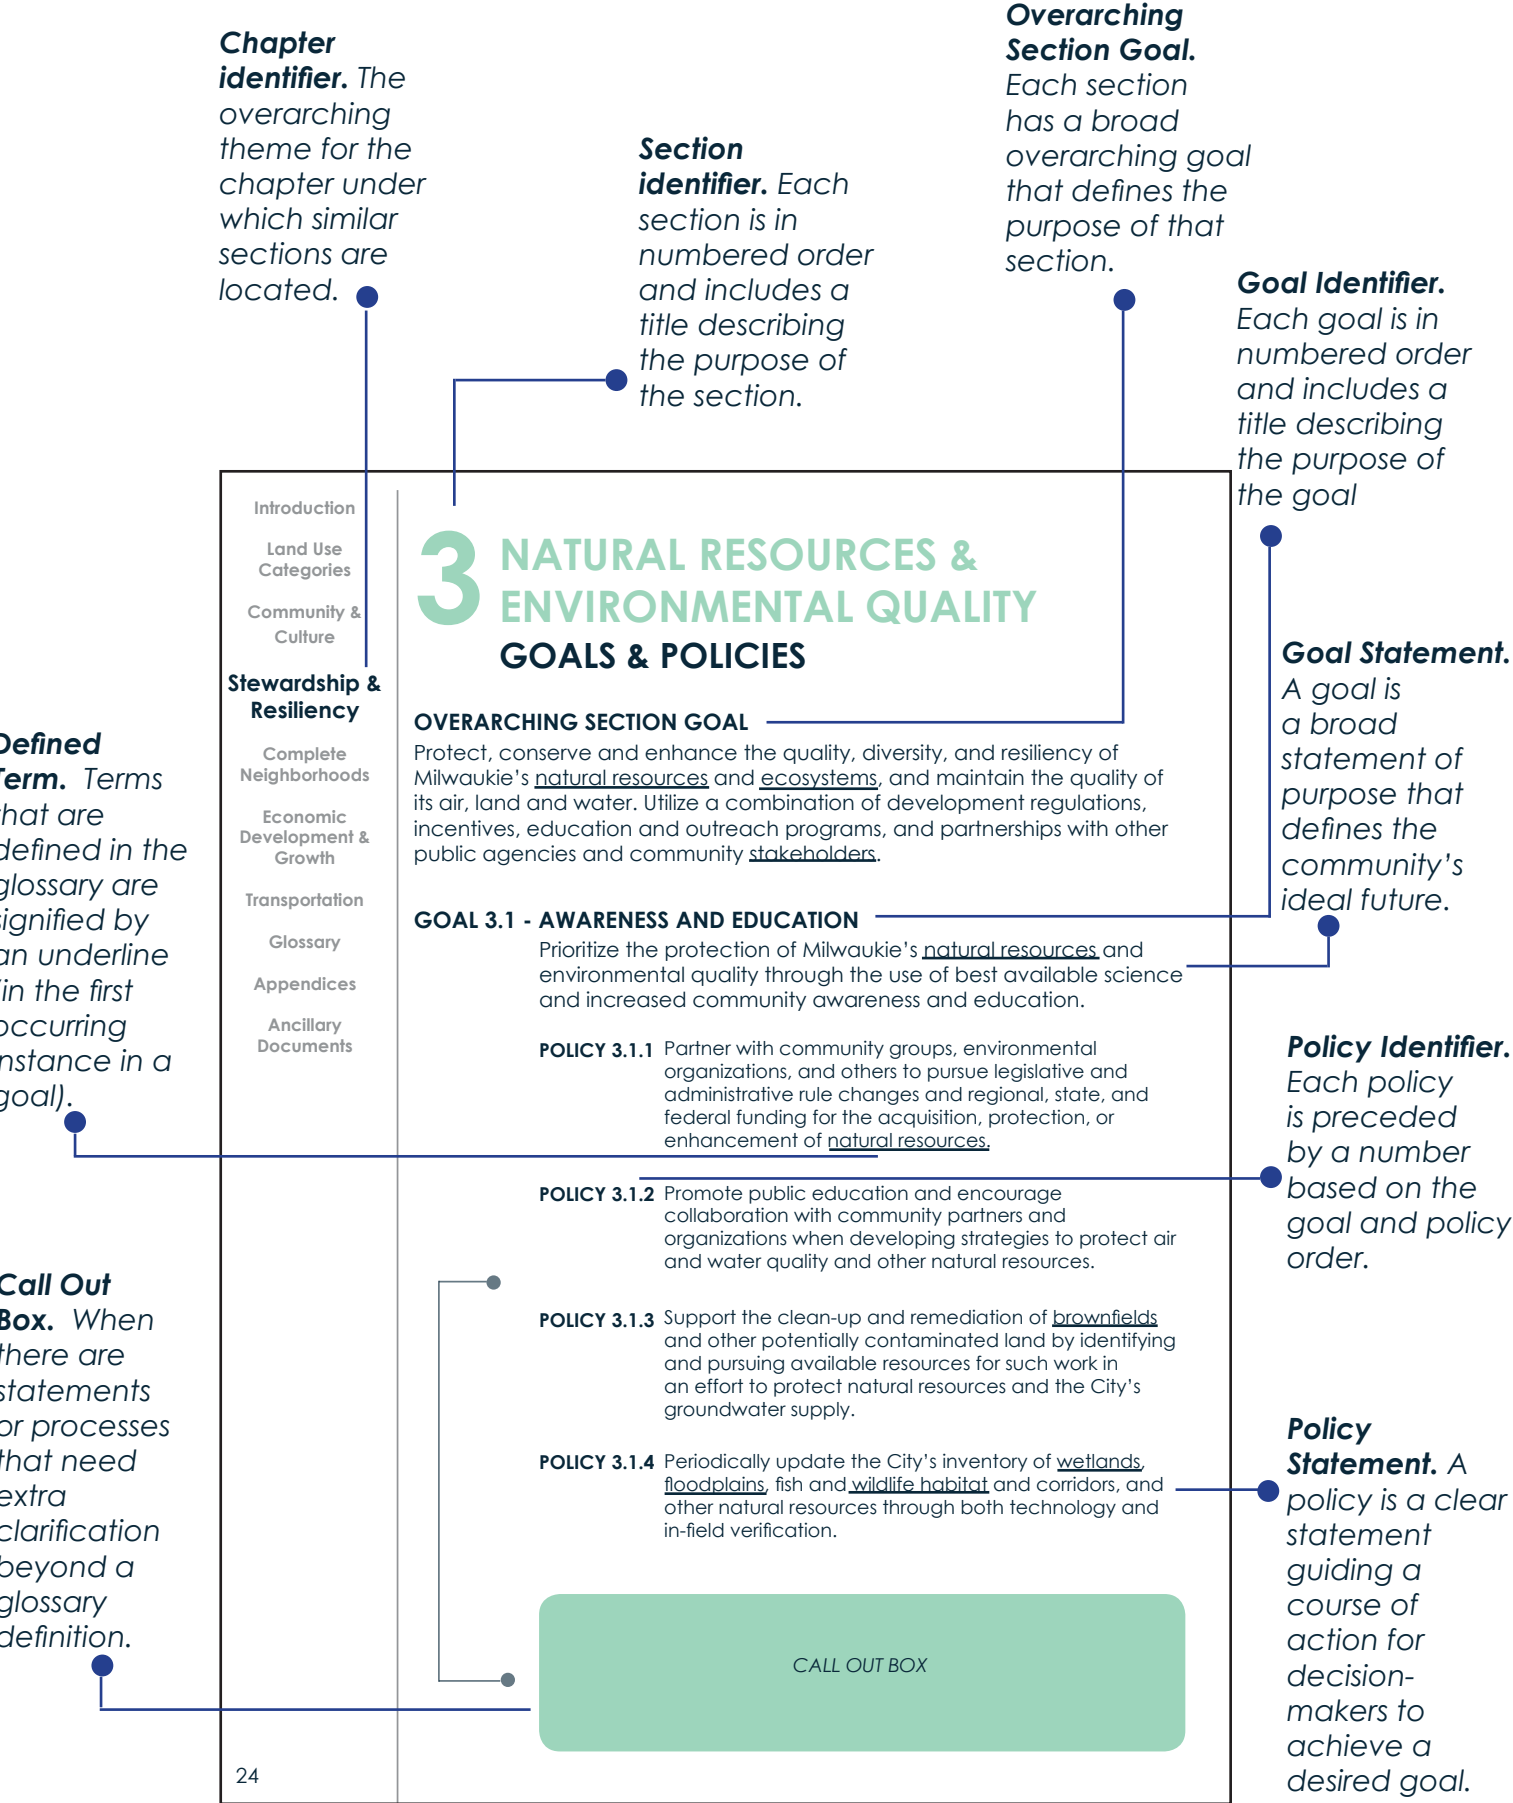 Chapter
identifier. The
overarching
theme for the
chapter under
which similar
sections are
located.
Section
identifier. Each
section is in
numbered order
and includes a
title describing
the purpose of
the section.
Overarching
Section Goal.
Each section
has a broad
overarching goal
that defines the
purpose of that
section.
Goal Identifier.
Each goal is in
numbered order
and includes a
title describing
the purpose of
the goal
Goal Statement.
A goal is
a broad
statement of
purpose that
defines the
community's
ideal future.
Policy Identifier.
Each policy
is preceded
by a number
based on the
goal and policy
order.
Policy
Statement. A
policy is a clear
statement
guiding a
course of
action for
decision-
makers to
achieve a
desired goal.
Defined
Term. Terms
that are
defined in the
glossary are
signified by
an underline
(in the first
occurring
instance in a
goal).
Call Out
Box. When
there are
statements
or processes
that need
extra
clarification
beyond a
glossary
definition.
Introduction
Land Use
Categories
Community &
Culture
Stewardship &
Resiliency
Complete
Neighborhoods
Economic
Development &
Growth
Transportation
Glossary
Appendices
Ancillary
Documents
3 NATURAL RESOURCES &
ENVIRONMENTAL QUALITY
GOALS & POLICIES
OVERARCHING SECTION GOAL
Protect, conserve and enhance the quality, diversity, and resiliency of
Milwaukie's natural resources and ecosystems, and maintain the quality of
its air, land and water. Utilize a combination of development regulations,
incentives, education and outreach programs, and partnerships with other
public agencies and community stakeholders.
GOAL 3.1 - AWARENESS AND EDUCATION
Prioritize the protection of Milwaukie's natural resources and
environmental quality through the use of best available science
and increased community awareness and education.
POLICY 3.1.1 Partner with community groups, environmental
organizations, and others to pursue legislative and
administrative rule changes and regional, state, and
federal funding for the acquisition, protection, or
enhancement of natural resources.
POLICY 3.1.2 Promote public education and encourage
collaboration with community partners and
organizations when developing strategies to protect air
and water quality and other natural resources.
POLICY 3.1.3 Support the clean-up and remediation of brownfields
and other potentially contaminated land by identifying
and pursuing available resources for such work in
an effort to protect natural resources and the City's
groundwater supply.
POLICY 3.1.4 Periodically update the City's inventory of wetlands,
floodplains, fish and wildlife habitat and corridors, and
other natural resources through both technology and
in-field verification.
CALL OUT BOX
24